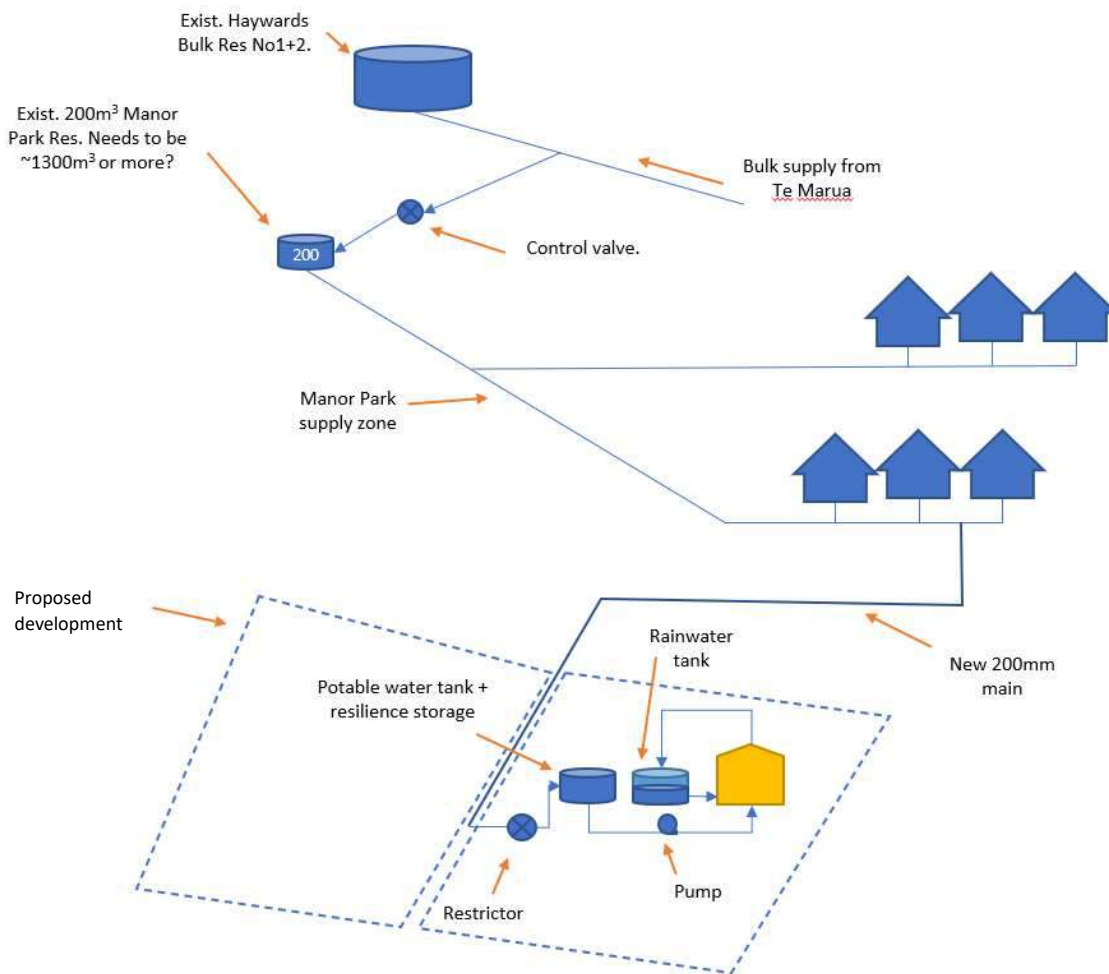 Exist. Haywards
Bulk Res No1+2.
Exist. 200m³ Manor
Park Res. Needs to be
~1300m³ or more?
Bulk supply from
Te Marua
Control valve.
200
Manor Park
supply zone
Proposed
development
Rainwater
tank
New 200mm
main
Potable water tank +
resilience storage
Pump
Restrictor